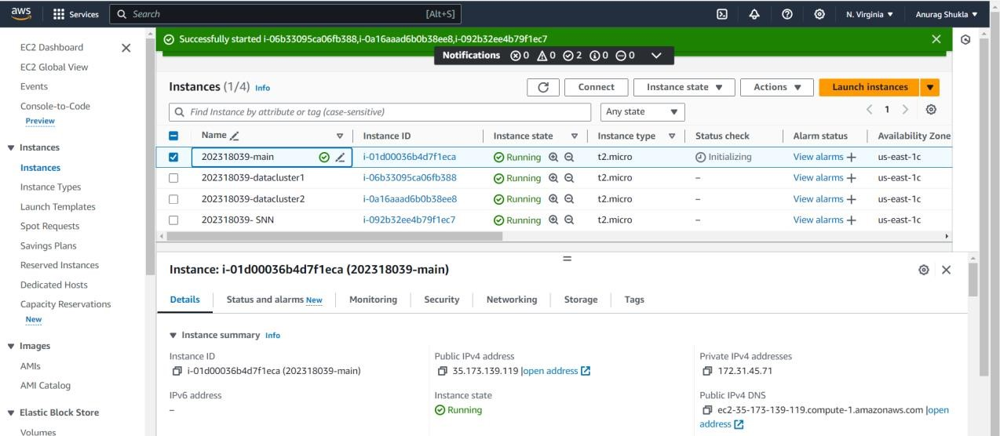 aws
Services
Search [Alt+S]
N. Virginia
Anurag Shukla
EC2 Dashboard
EC2 Global View
Events
Console-to-Code
Preview
Instances
Instances
Instance Types
Launch Templates
Spot Requests
Savings Plans
Reserved Instances
Dedicated Hosts
Capacity Reservations
New
Images
AMIs
AMI Catalog
Elastic Block Store
Volumes
Successfully started i-06b33095ca06fb388,i-0a16aaad6b0b38ee8,i-092b32ee4b79f1ec7
Notifications 0 0 2 0 0
Instances (1/4) Info
Connect
Instance state
Actions
Launch instances
Find Instance by attribute or tag (case-sensitive)
Any state
1
Name Instance ID Instance state Instance type Status check Alarm status Availability Zone
202318039-main i-01d00036b4d7f1eca Running t2.micro Initializing View alarms + us-east-1c
202318039-datacluster1 i-06b33095ca06fb388 Running t2.micro – View alarms + us-east-1c
202318039-datacluster2 i-0a16aaad6b0b38ee8 Running t2.micro – View alarms + us-east-1c
202318039- SNN i-092b32ee4b79f1ec7 Running t2.micro – View alarms + us-east-1c
Instance: i-01d00036b4d7f1eca (202318039-main)
Details Status and alarms New Monitoring Security Networking Storage Tags
Instance summary Info
Instance ID
i-01d00036b4d7f1eca (202318039-main)
Public IPv4 address
35.173.139.119 |open address
Private IPv4 addresses
172.31.45.71
IPv6 address
–
Instance state
Running
Public IPv4 DNS
ec2-35-173-139-119.compute-1.amazonaws.com |open
address